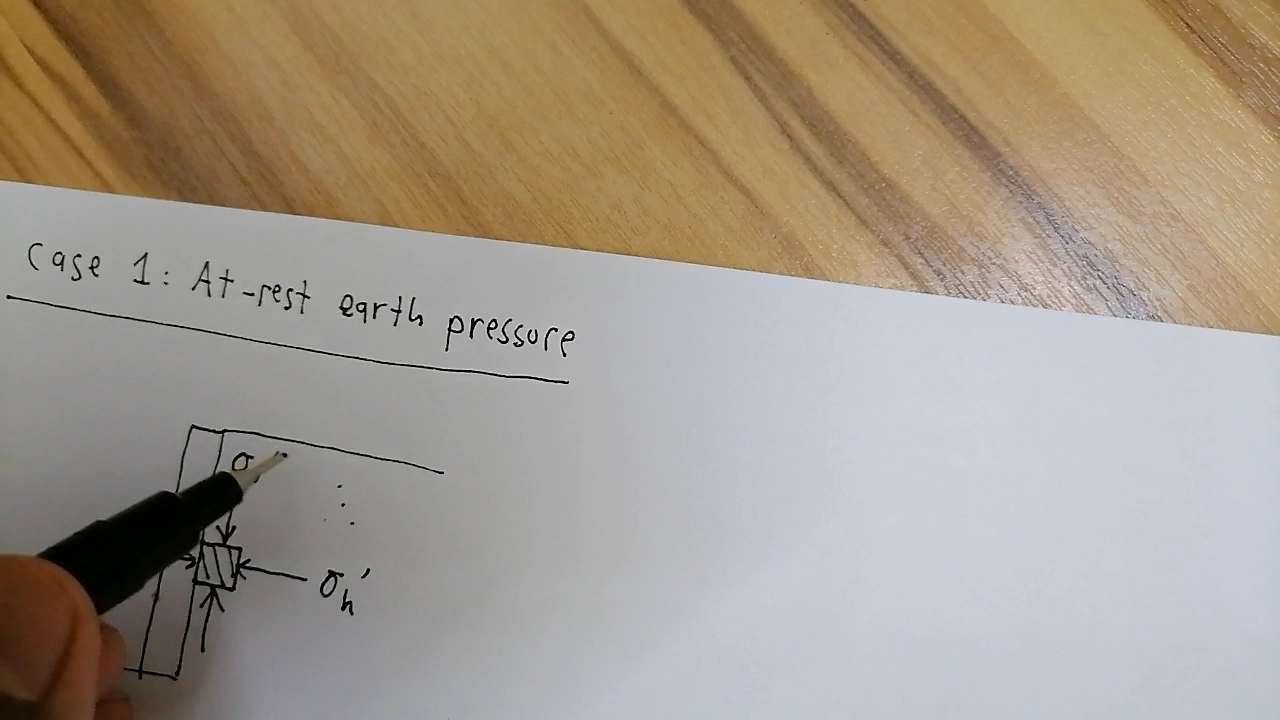 Case 1: At-rest earth pressure
σ
σh'